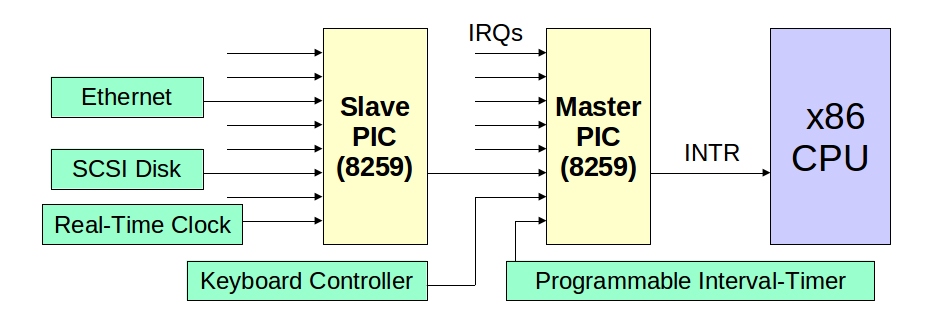 IRQs
Ethernet
SCSI Disk
Real-Time Clock
Slave
PIC
(8259)
Master
PIC
(8259)
INTR
x86
CPU
Keyboard Controller
Programmable Interval-Timer